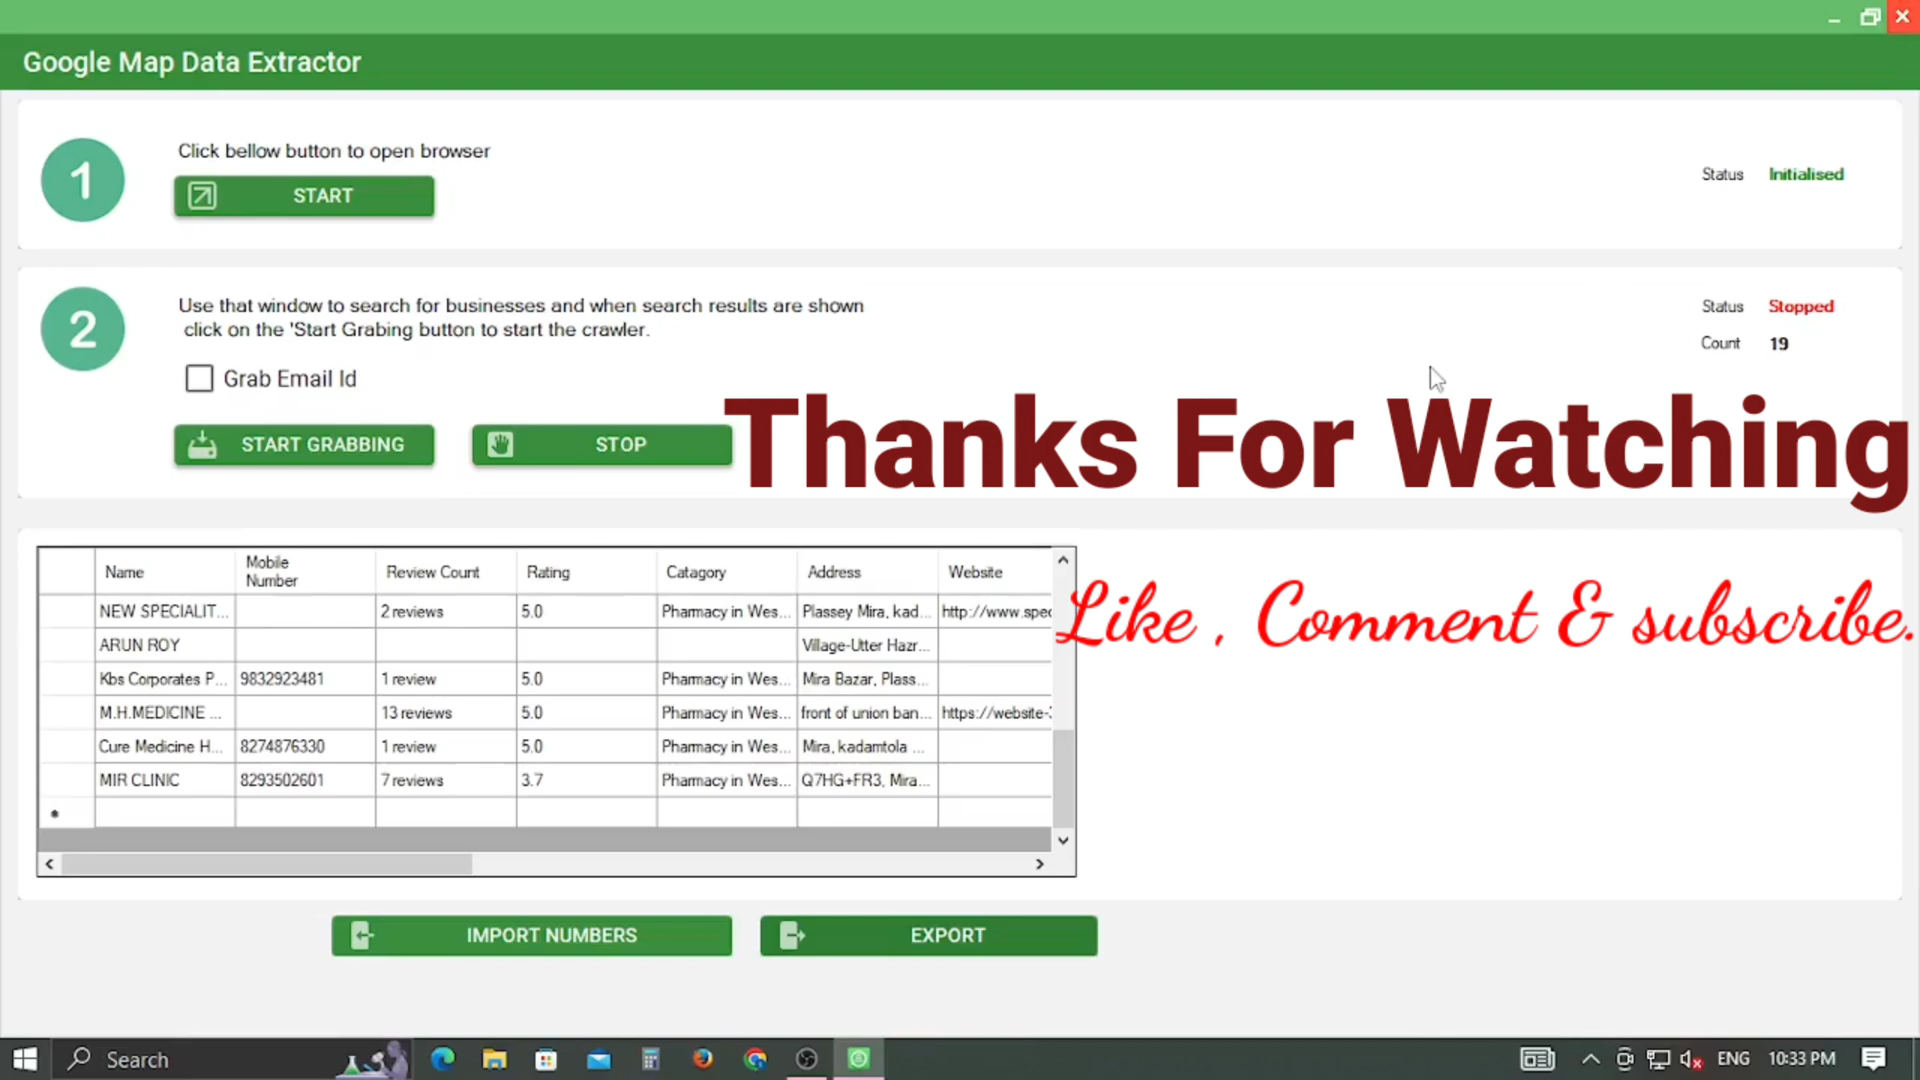 Google Map Data Extractor
1
Click bellow button to open browser
START
Status Initialised
2
Use that window to search for businesses and when search results are shown
click on the 'Start Grabing button to start the crawler.
Status Stopped
Count 19
Grab Email Id
START GRABBING
STOP
Thanks For Watching
Name Mobile Number Review Count Rating Catagory Address Website
NEW SPECIALIT... 2 reviews 5.0 Pharmacy in Wes... Plassey Mira, kad... http://www.spec
ARUN ROY Village-Utter Hazr...
Kbs Corporates P... 9832923481 1 review 5.0 Pharmacy in Wes... Mira Bazar, Plass...
M.H.MEDICINE ... 13 reviews 5.0 Pharmacy in Wes... front of union ban... https://website-
Cure Medicine H... 8274876330 1 review 5.0 Pharmacy in Wes... Mira, kadamtola ...
MIR CLINIC 8293502601 7 reviews 3.7 Pharmacy in Wes... Q7HG+FR3, Mira...
Like , Comment & subscribe.
IMPORT NUMBERS
EXPORT
Search
ENG
10:33 PM